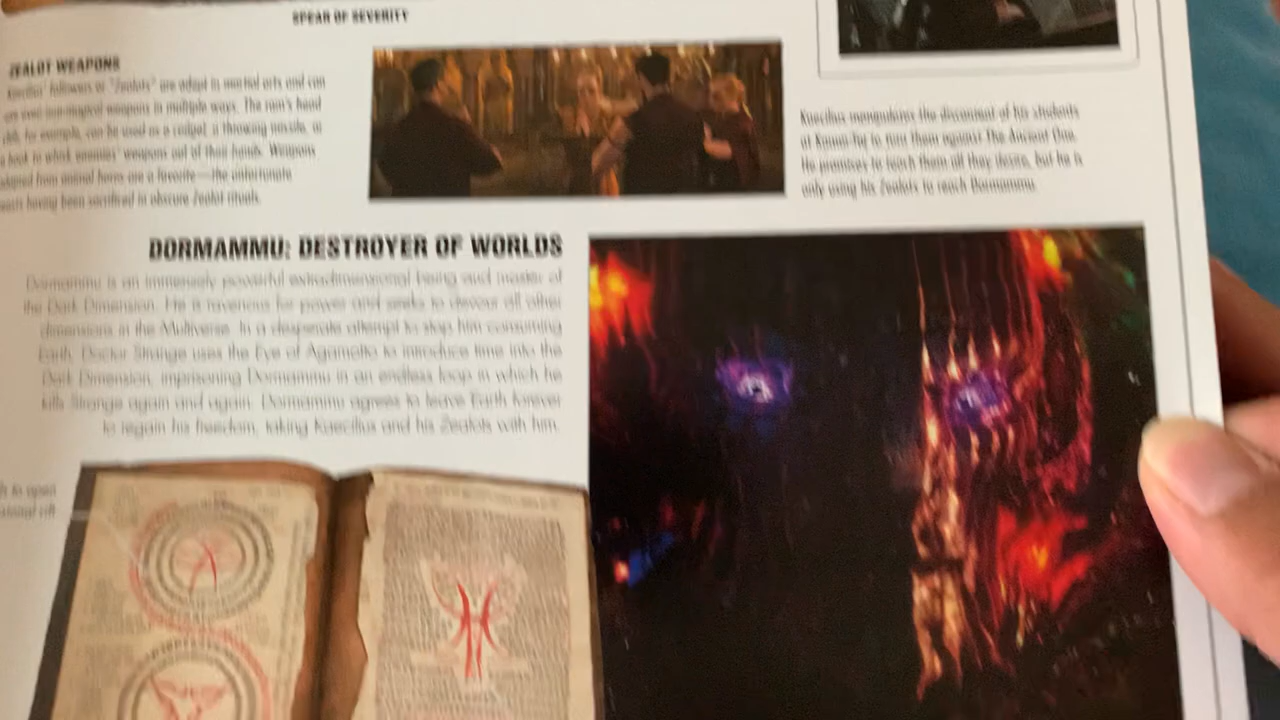 SPEAR OF SEVERITY
ZEALOT WEAPONS
Kaecilius' followers or "Zealots" are adept in martial arts and can
use even non-magical weapons in multiple ways. The ram's head
club, for example, can be used as a cudgel, a throwing missile, or
a hook to whisk enemies' weapons out of their hands. Weapons
adapted from animal horns are a favorite—the unfortunate
beasts having been sacrificed in obscure Zealot rituals.
Kaecilius manipulates the discontent of his students
at Kamar-Taj to turn them against The Ancient One.
He promises to teach them all they desire, but he is
only using his Zealots to reach Dormammu.
DORMAMMU: DESTROYER OF WORLDS
Dormammu is an immensely powerful extradimensional being and master of
the Dark Dimension. He is ravenous for power and seeks to devour all other
dimensions in the Multiverse. In a desperate attempt to stop him consuming
Earth, Doctor Strange uses the Eye of Agamotto to introduce time into the
Dark Dimension, imprisoning Dormammu in an endless loop in which he
kills Strange again and again. Dormammu agrees to leave Earth forever
to regain his freedom, taking Kaecilius and his Zealots with him.
to open